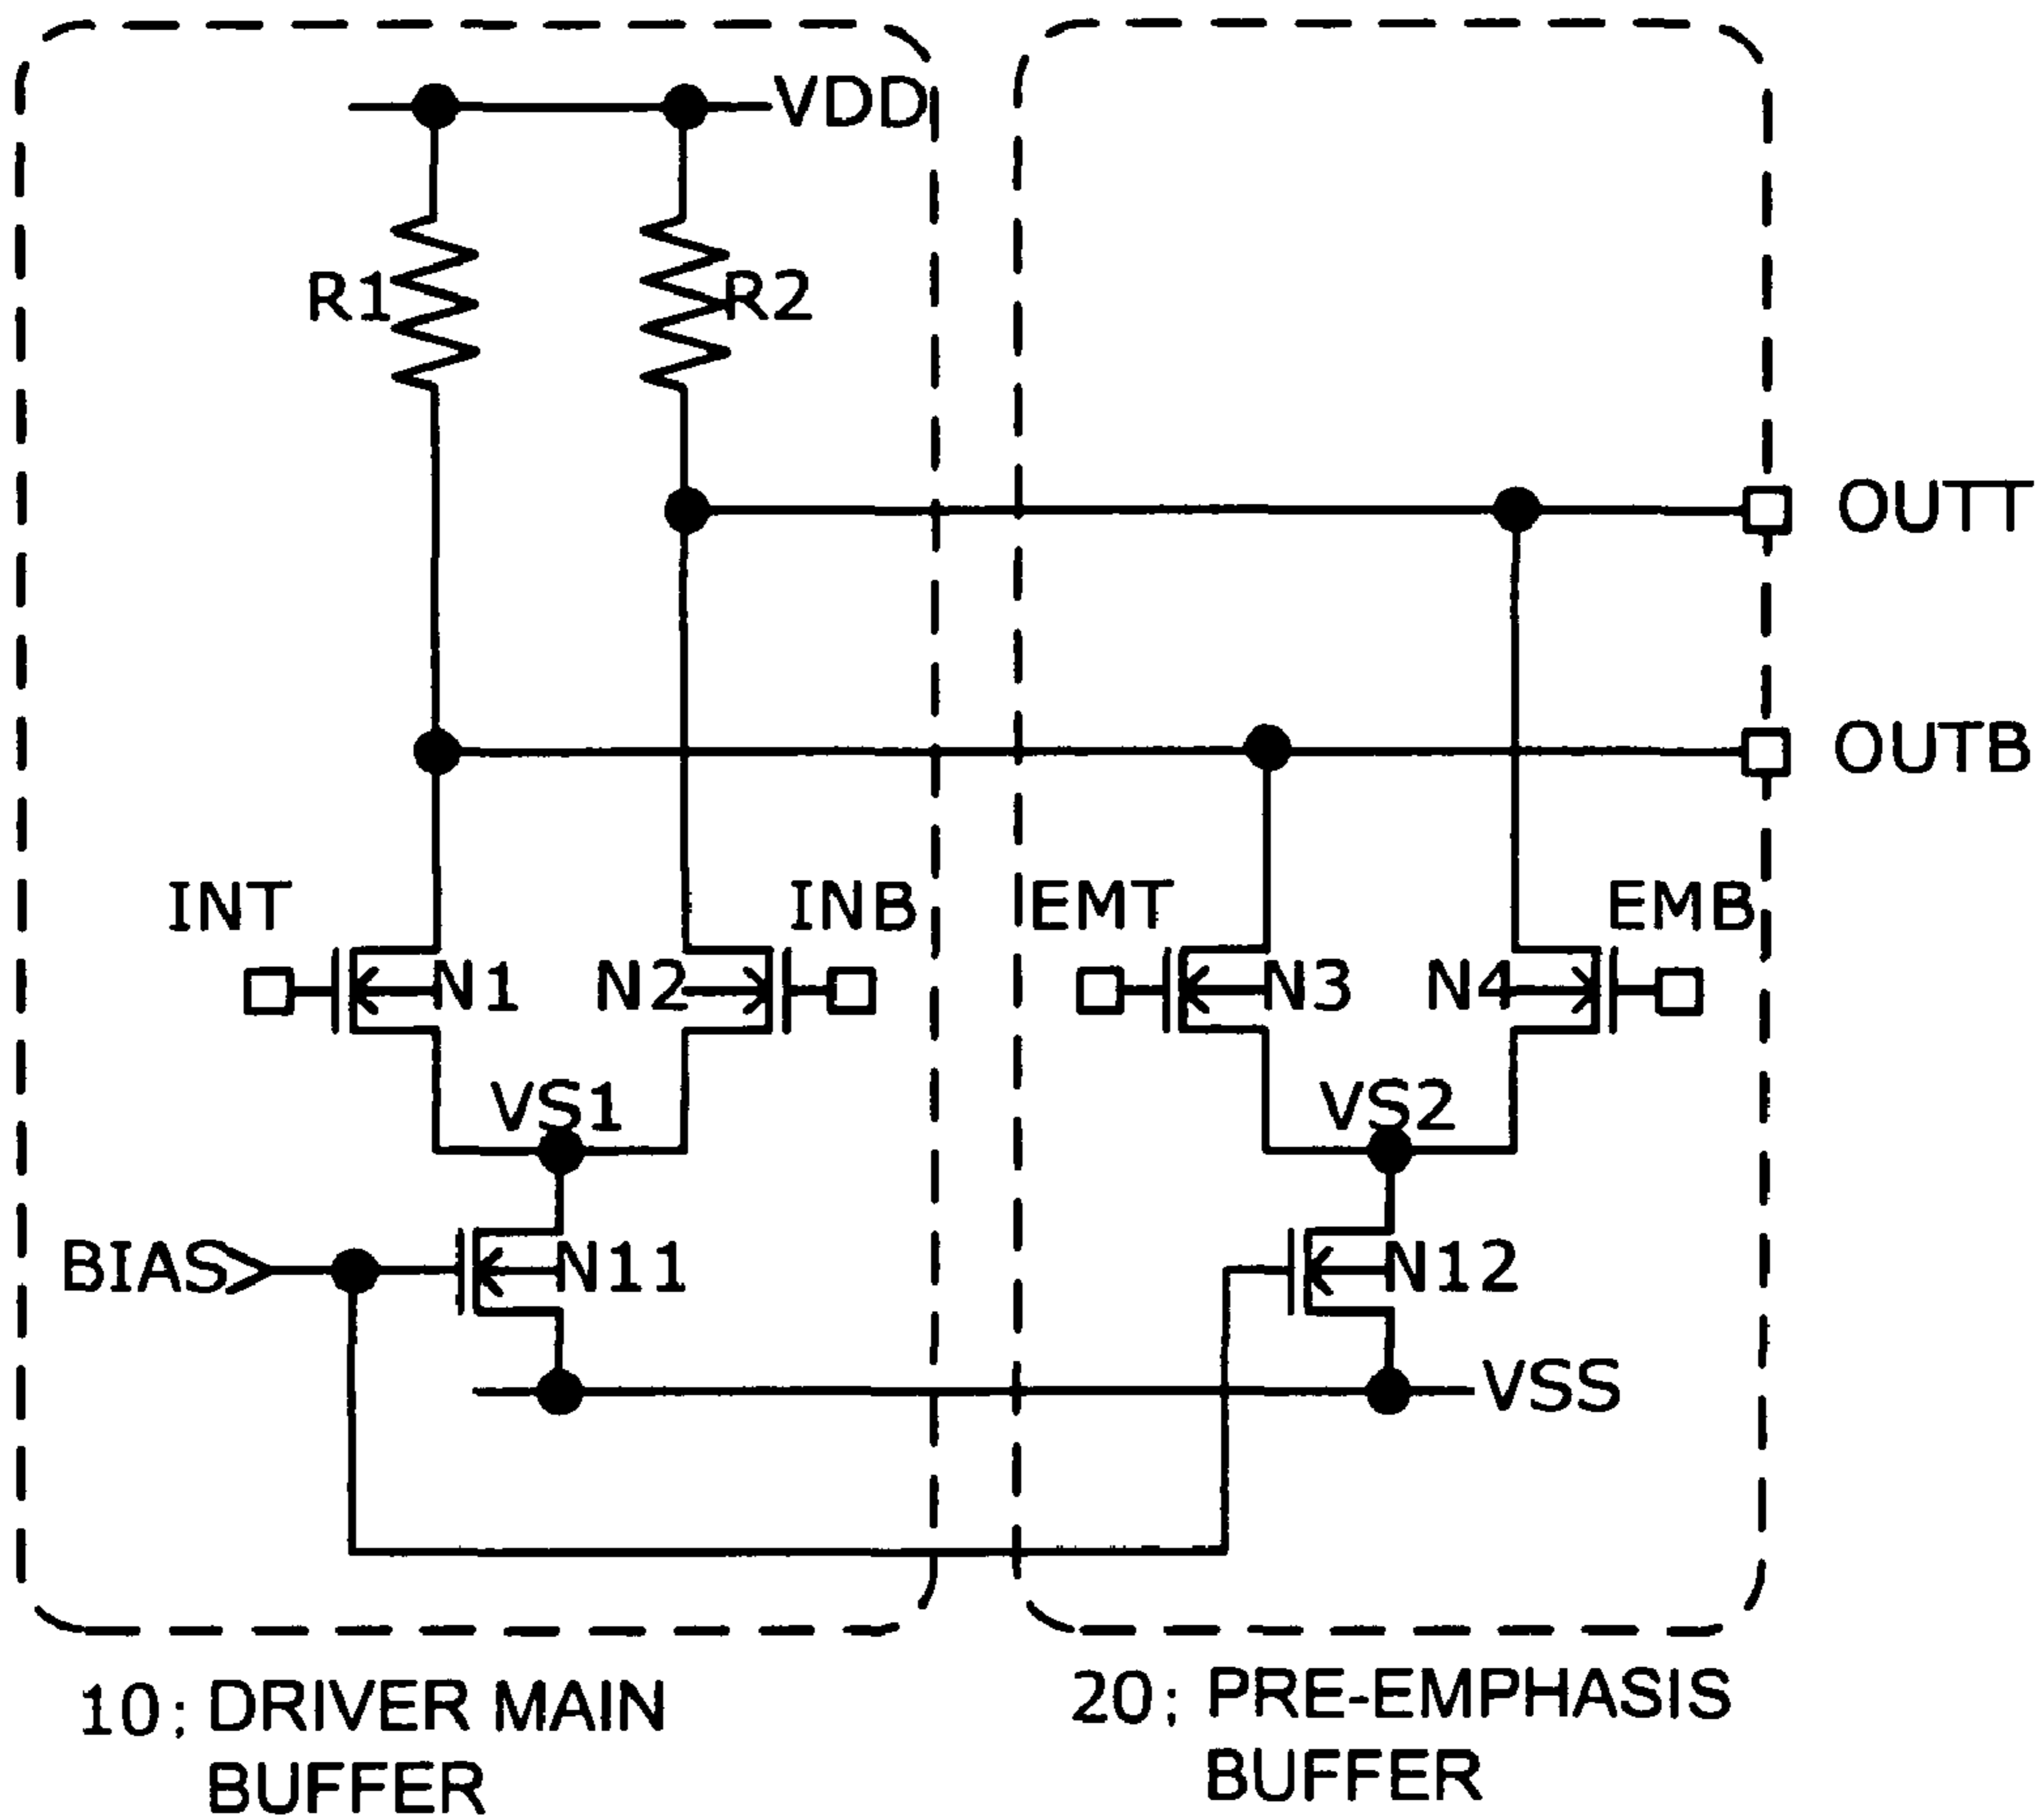 VDD
R1
R2
OUTT
OUTB
INT
INB
EMT
EMB
N1
N2
N3
N4
VS1
VS2
BIAS
N11
N12
VSS
10; DRIVER MAIN
BUFFER
20; PRE-EMPHASIS
BUFFER